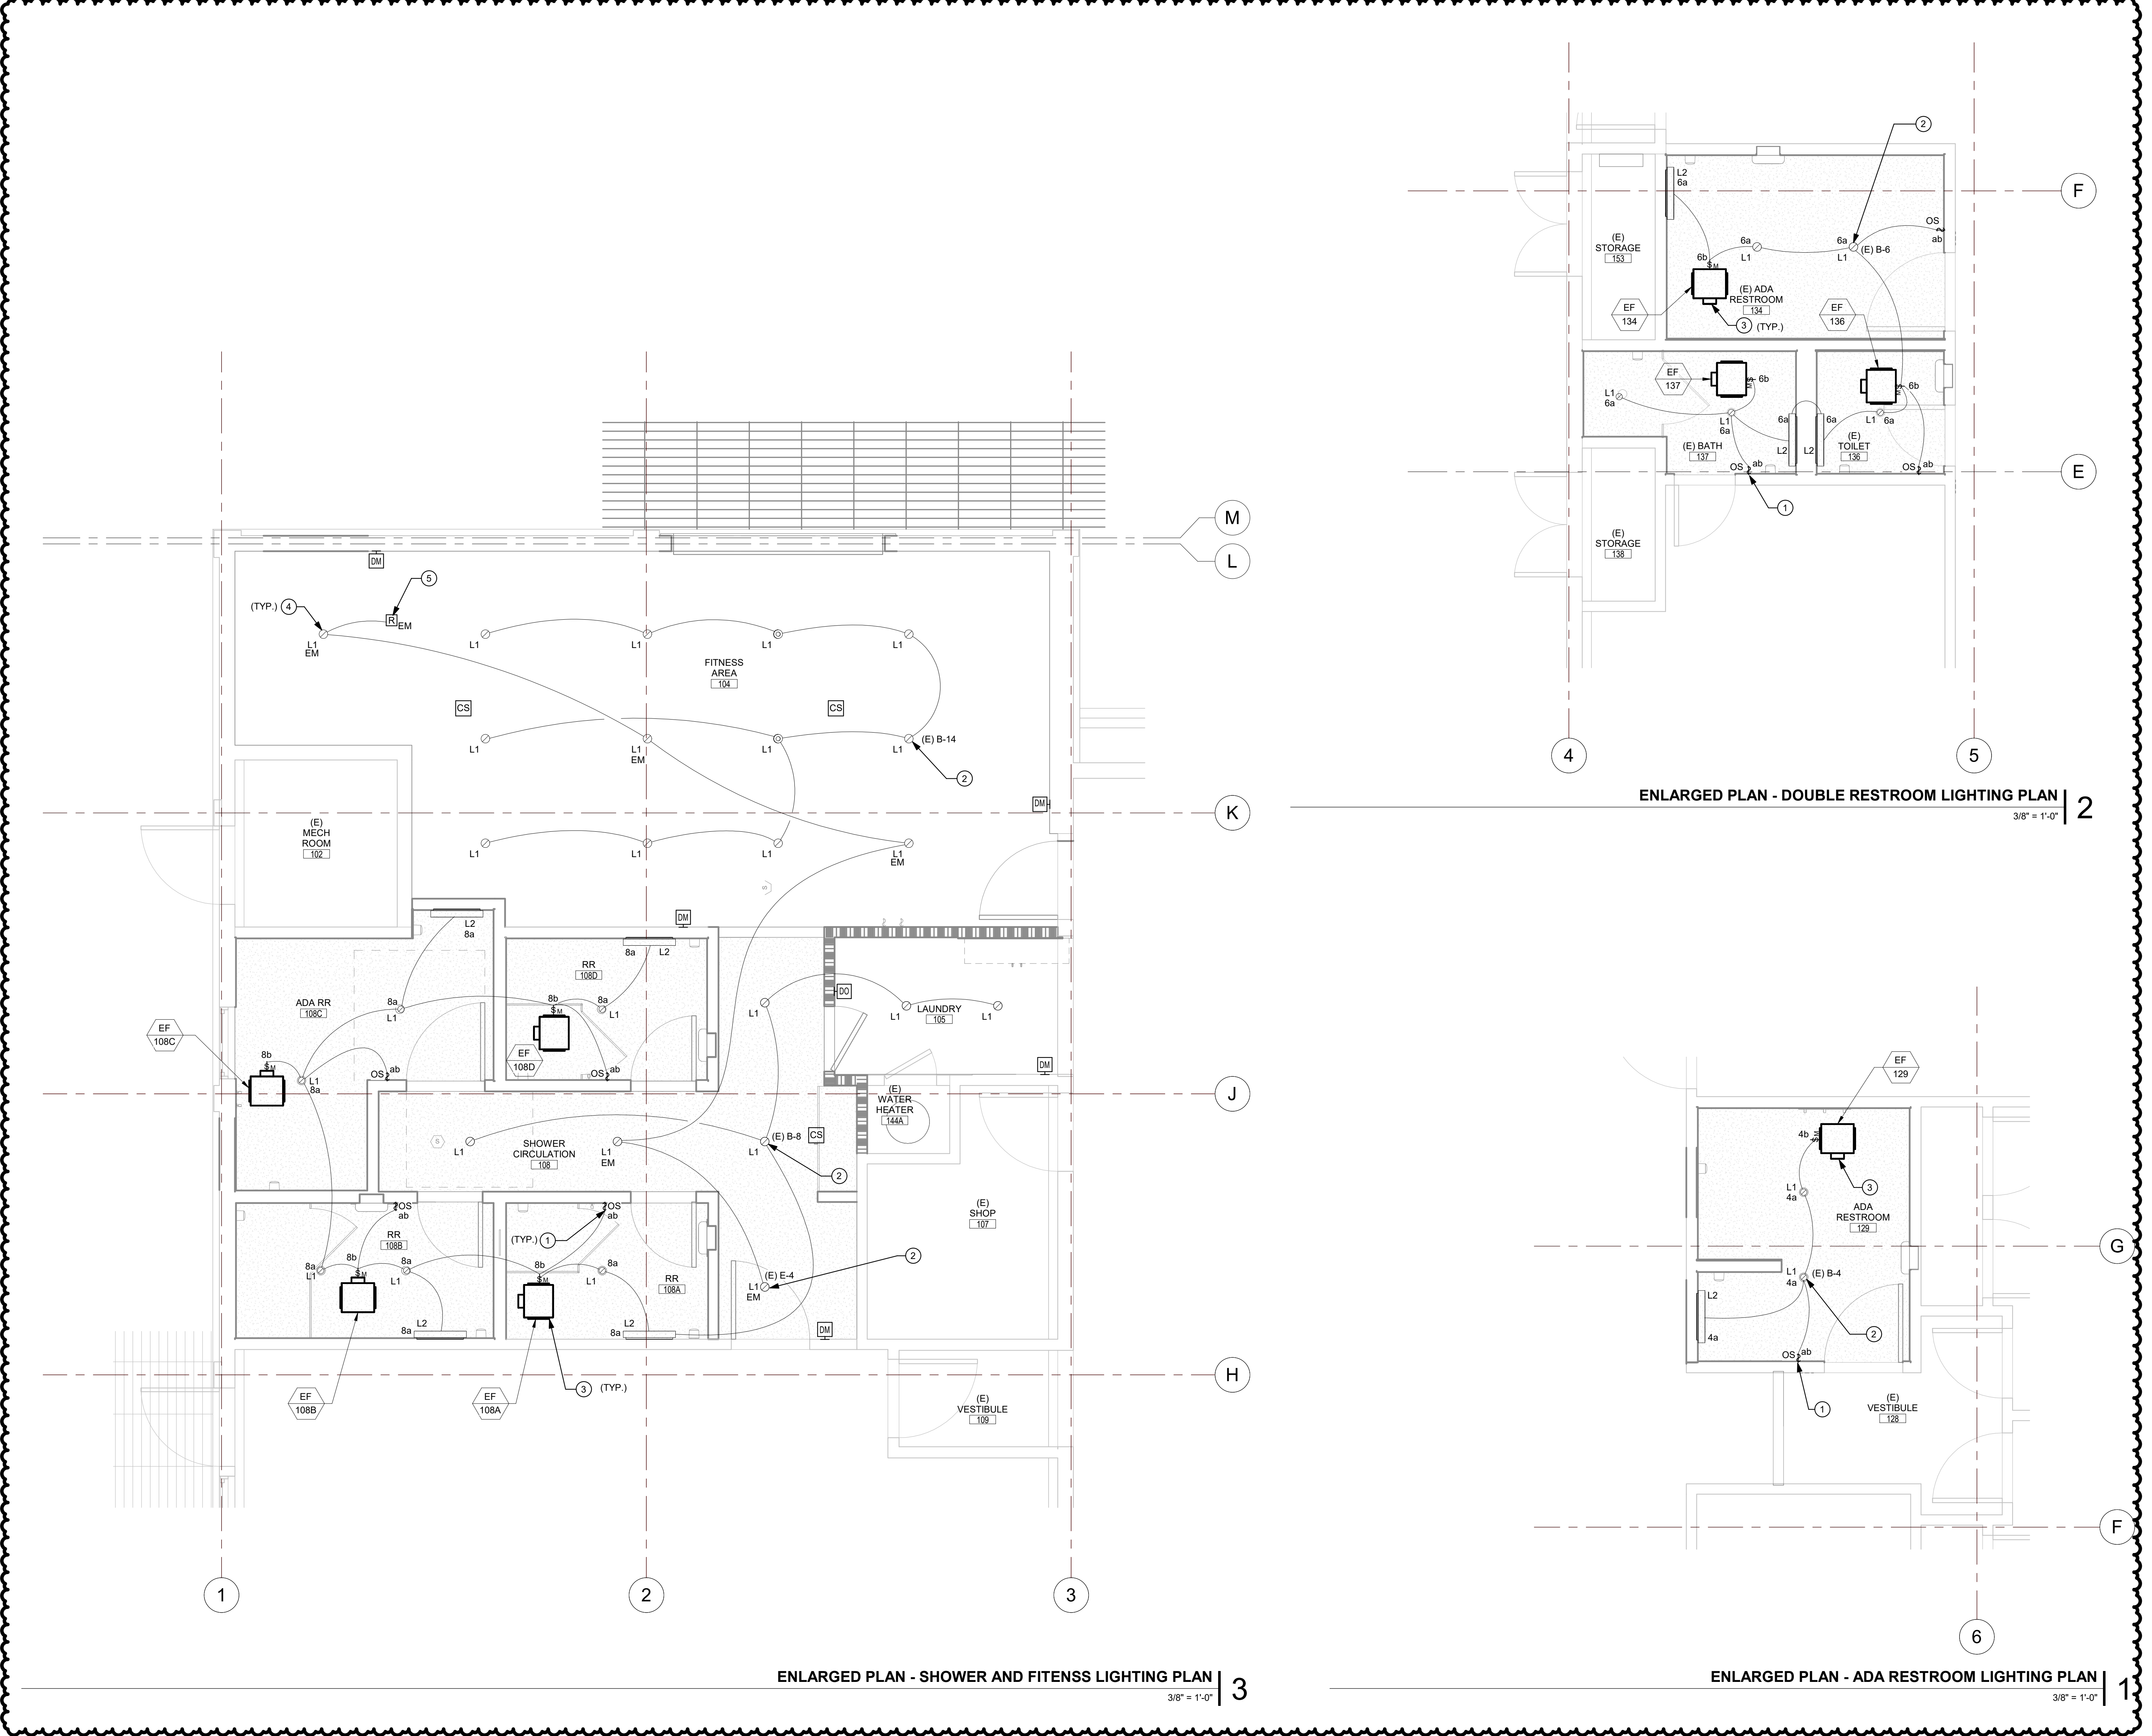 M
L
DM
5
(TYP.)
4
R
EM
L1
EM
L1
L1
L1
L1
FITNESS
AREA
104
CS
CS
L1
L1
EM
L1
L1
(E) B-14
2
DM
K
(E)
MECH
ROOM
102
L1
L1
L1
L1
EM
S
DM
L2
8a
8a
L2
RR
108D
ADA RR
108C
8a
L1
8b
$M
8a
L1
L1
DO
L1
LAUNDRY
105
L1
EF
108C
8b
$M
L1
8a
OS
ab
EF
108D
OS
ab
DM
(E)
WATER
HEATER
144A
J
S
L1
SHOWER
CIRCULATION
108
L1
EM
(E) B-8
L1
CS
2
OS
ab
OS
ab
(TYP.)
1
RR
108B
8b
$M
8a
L1
8a
L1
8b
$M
8a
L1
RR
108A
(E) E-4
L1
EM
2
(E)
SHOP
107
L2
8a
L2
8a
DM
H
EF
108B
EF
108A
3
(TYP.)
(E)
VESTIBULE
109
1
2
3
ENLARGED PLAN - SHOWER AND FITENSS LIGHTING PLAN
3/8" = 1'-0"
3
2
L2
6a
F
OS
ab
(E)
STORAGE
153
6a
L1
6a
L1
(E) B-6
6b
$M
(E) ADA
RESTROOM
134
EF
134
3
(TYP.)
EF
136
EF
137
6b
$M
6b
$M
L1
6a
L1
6a
6a
6a
L1
6a
(E) BATH
137
L2
L2
(E)
TOILET
136
OS
ab
OS
ab
E
1
(E)
STORAGE
138
4
5
ENLARGED PLAN - DOUBLE RESTROOM LIGHTING PLAN
3/8" = 1'-0"
2
EF
129
4b
$M
3
L1
4a
ADA
RESTROOM
129
G
L1
4a
(E) B-4
L2
4a
2
OS
ab
1
(E)
VESTIBULE
128
F
6
ENLARGED PLAN - ADA RESTROOM LIGHTING PLAN
3/8" = 1'-0"
1